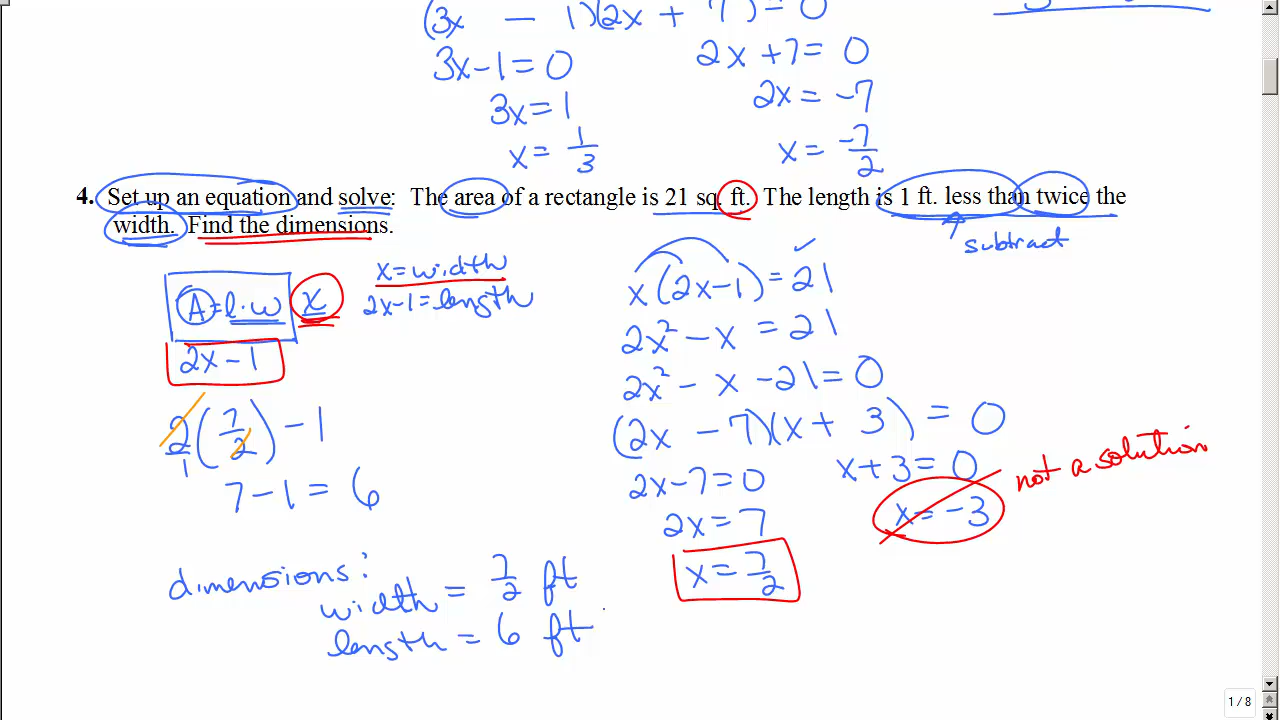 (3x - 1)(2x + 7) = 0
3x-1=0
2x+7=0
3x=1
2x=-7
x=1/3
x=-7/2
4. Set up an equation and solve: The area of a rectangle is 21 sq. ft. The length is 1 ft. less than twice the
width. Find the dimensions.
subtract
A=l·w
x
x=width
2x-1=length
2x-1
2(7/2)-1
1
7-1=6
x(2x-1)=21 ✓
2x²-x=21
2x²-x-21=0
(2x-7)(x+3)=0
2x-7=0
x+3=0
2x=7
x=-3
not a solution
x=7/2
dimensions:
width = 7/2 ft
length = 6 ft
1/8